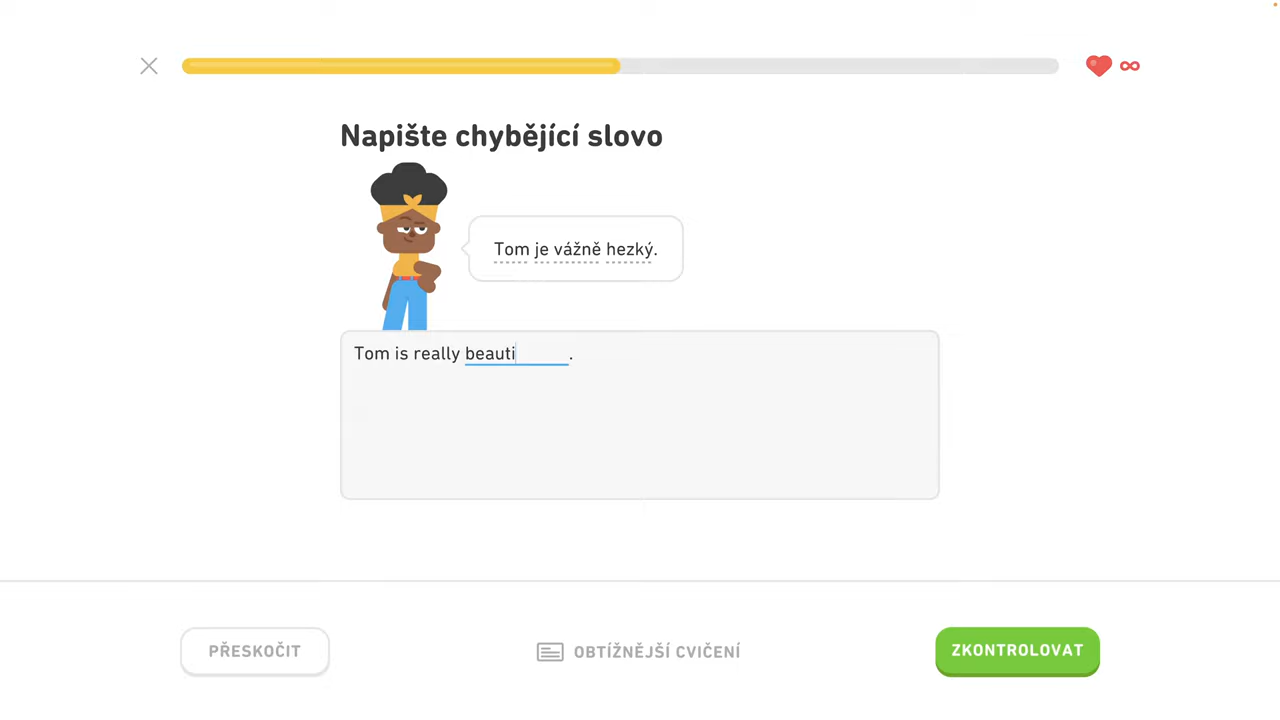 ∞
Napište chybějící slovo
Tom je vážně hezký.
Tom is really beauti.
PŘESKOČIT
OBTÍŽNĚJŠÍ CVIČENÍ
ZKONTROLOVAT